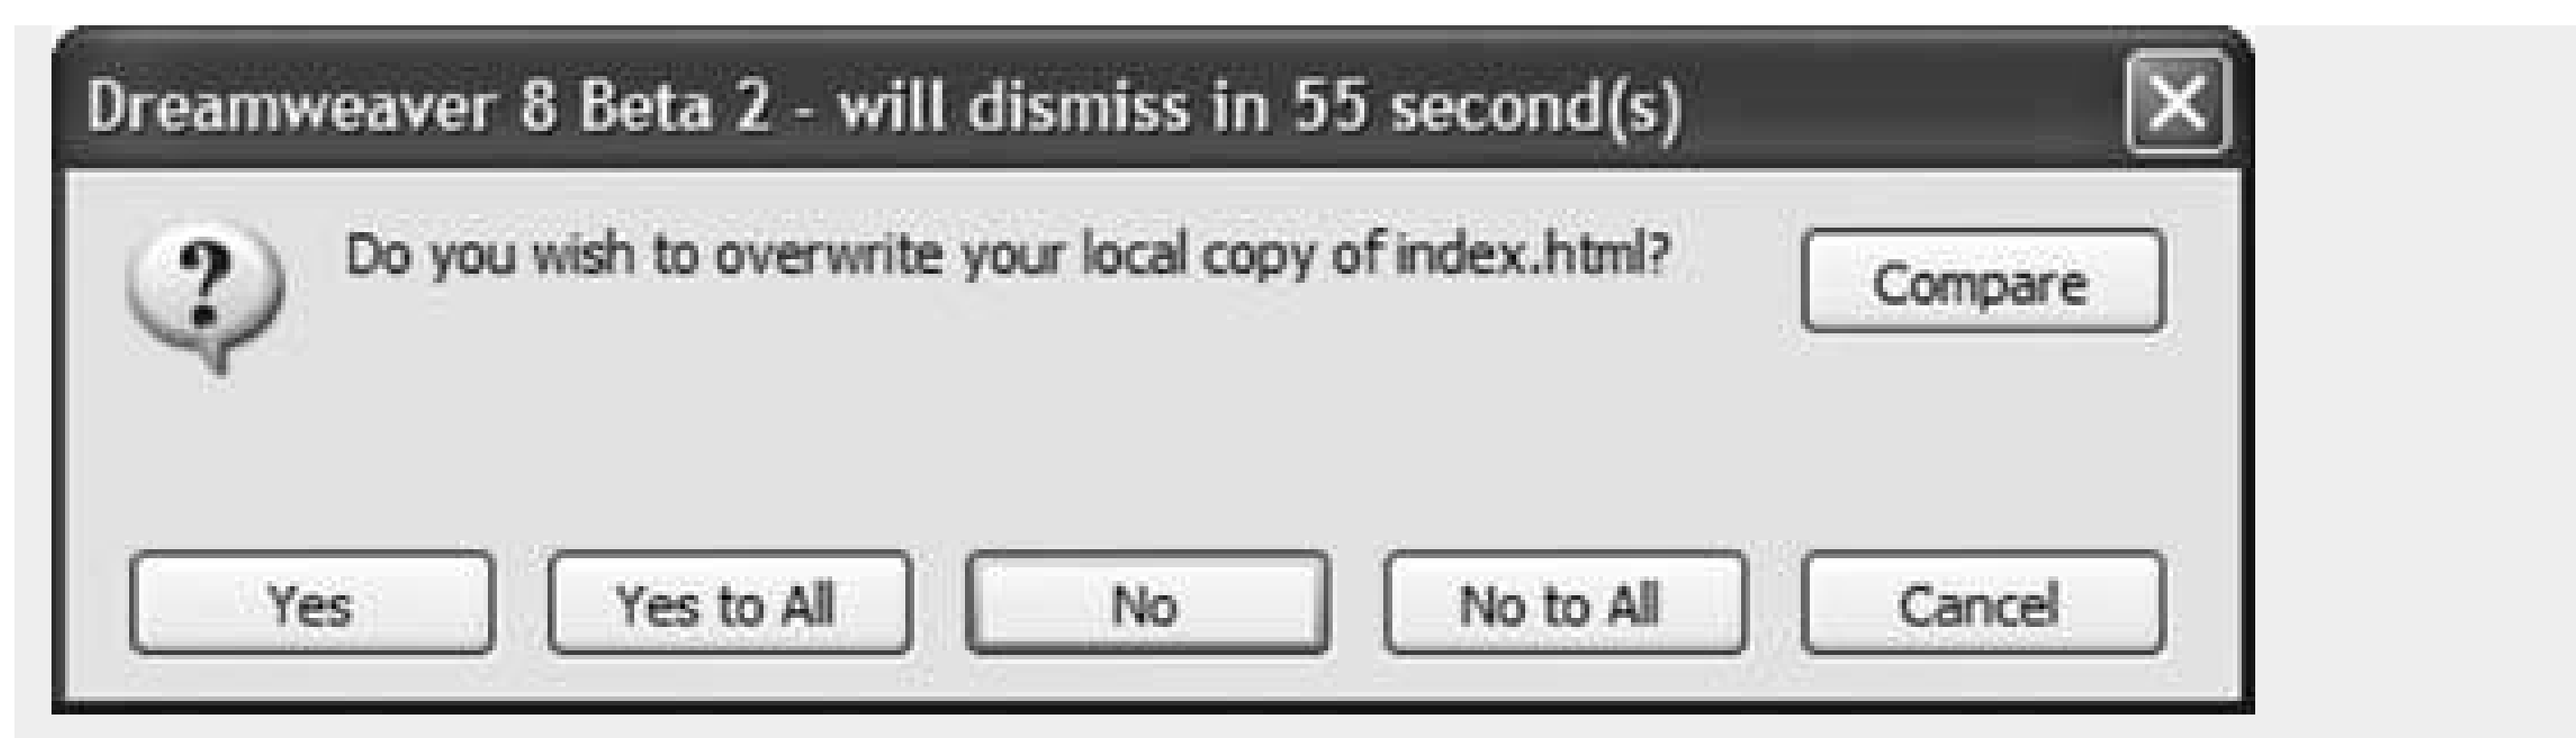 Dreamweaver 8 Beta 2 - will dismiss in 55 second(s)
?
Do you wish to overwrite your local copy of index.html?
Compare
Yes
Yes to All
No
No to All
Cancel